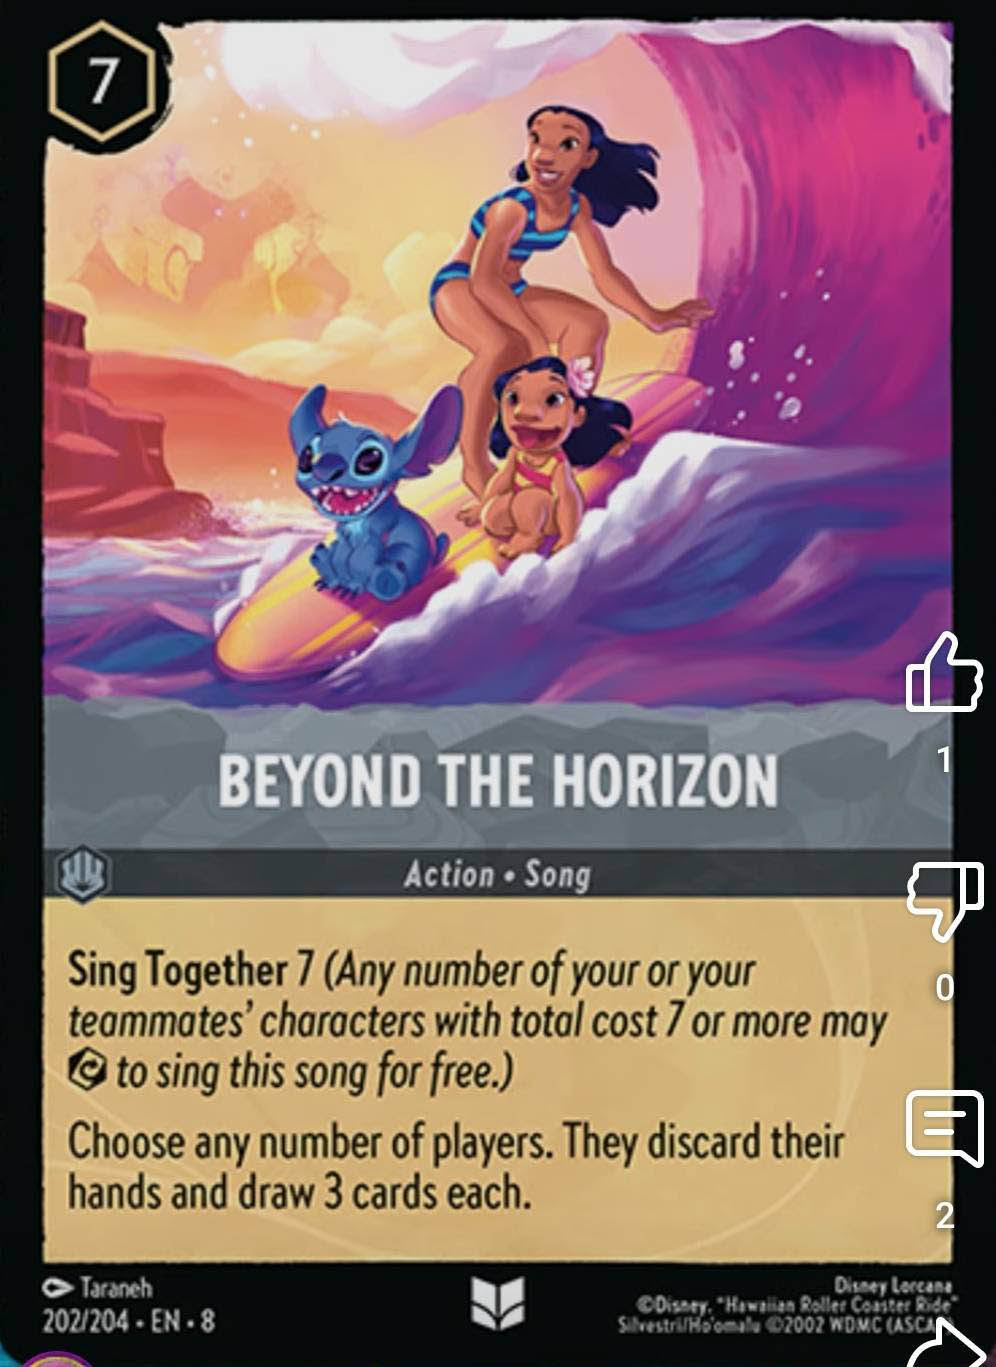 7
BEYOND THE HORIZON
Action • Song
Sing Together 7 (Any number of your or your
teammates' characters with total cost 7 or more may
to sing this song for free.)
Choose any number of players. They discard their
hands and draw 3 cards each.
Taraneh
202/204 • EN • 8
Disney Lorcana
©Disney. "Hawaiian Roller Coaster Ride"
Silvestri/Ho'omalu ©2002 WDMC (ASCA
1
0
2